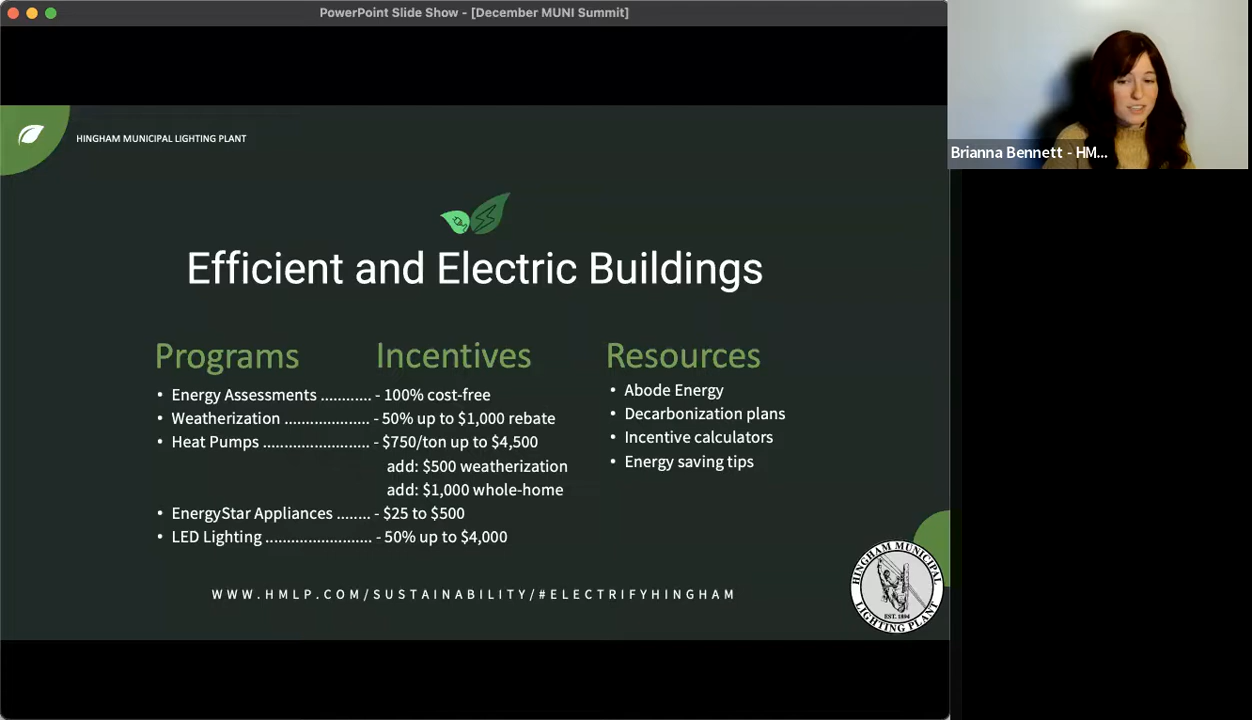 PowerPoint Slide Show - [December MUNI Summit]
Brianna Bennett - HM...
HINGHAM MUNICIPAL LIGHTING PLANT
Efficient and Electric Buildings
Programs
• Energy Assessments ............ - 100% cost-free
• Weatherization .................... - 50% up to $1,000 rebate
• Heat Pumps ......................... - $750/ton up to $4,500
add: $500 weatherization
add: $1,000 whole-home
• EnergyStar Appliances ........ - $25 to $500
• LED Lighting ......................... - 50% up to $4,000
Incentives
Resources
• Abode Energy
• Decarbonization plans
• Incentive calculators
• Energy saving tips
WWW.HMLP.COM/SUSTAINABILITY/#ELECTRIFYHINGHAM
HINGHAM MUNICIPAL
LIGHTING PLANT
EST. 1894